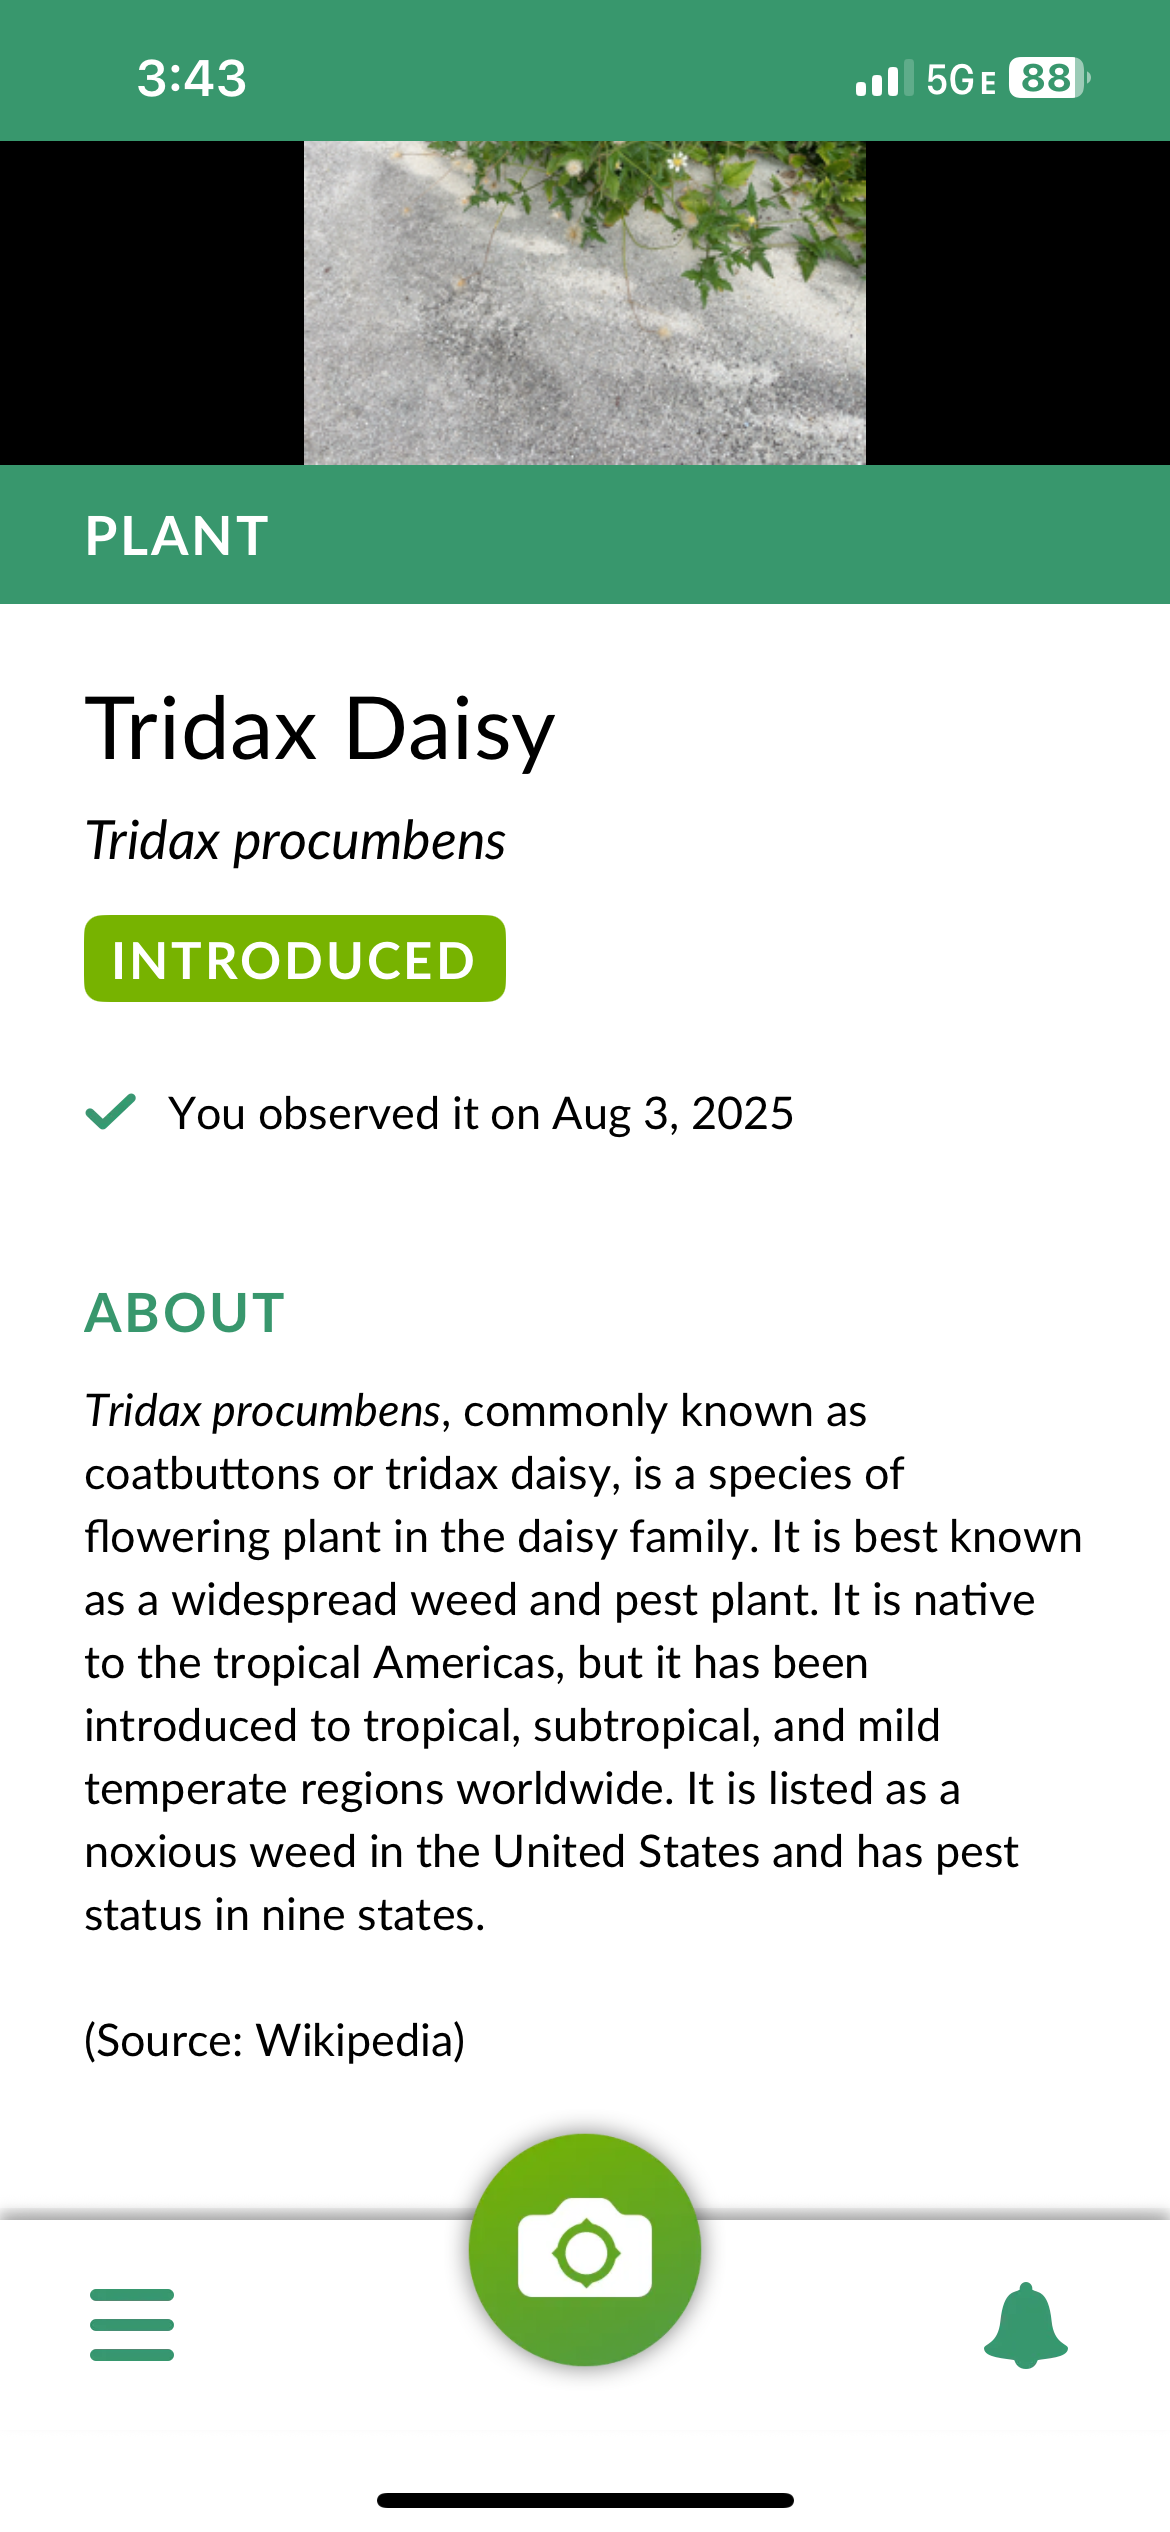 3:43
5G E 88
PLANT
Tridax Daisy
Tridax procumbens
INTRODUCED
You observed it on Aug 3, 2025
ABOUT
Tridax procumbens, commonly known as
coatbuttons or tridax daisy, is a species of
flowering plant in the daisy family. It is best known
as a widespread weed and pest plant. It is native
to the tropical Americas, but it has been
introduced to tropical, subtropical, and mild
temperate regions worldwide. It is listed as a
noxious weed in the United States and has pest
status in nine states.
(Source: Wikipedia)